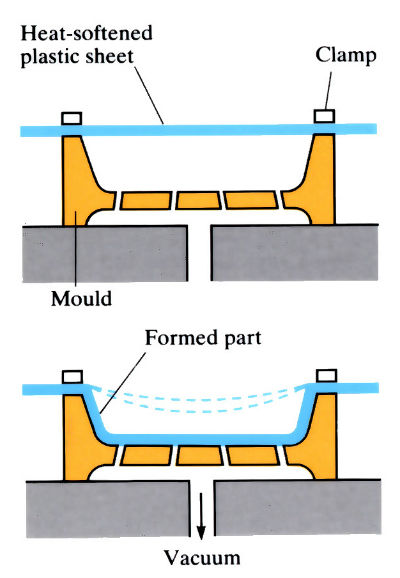 Heat-softened
plastic sheet
Clamp
Mould
Formed part
Vacuum